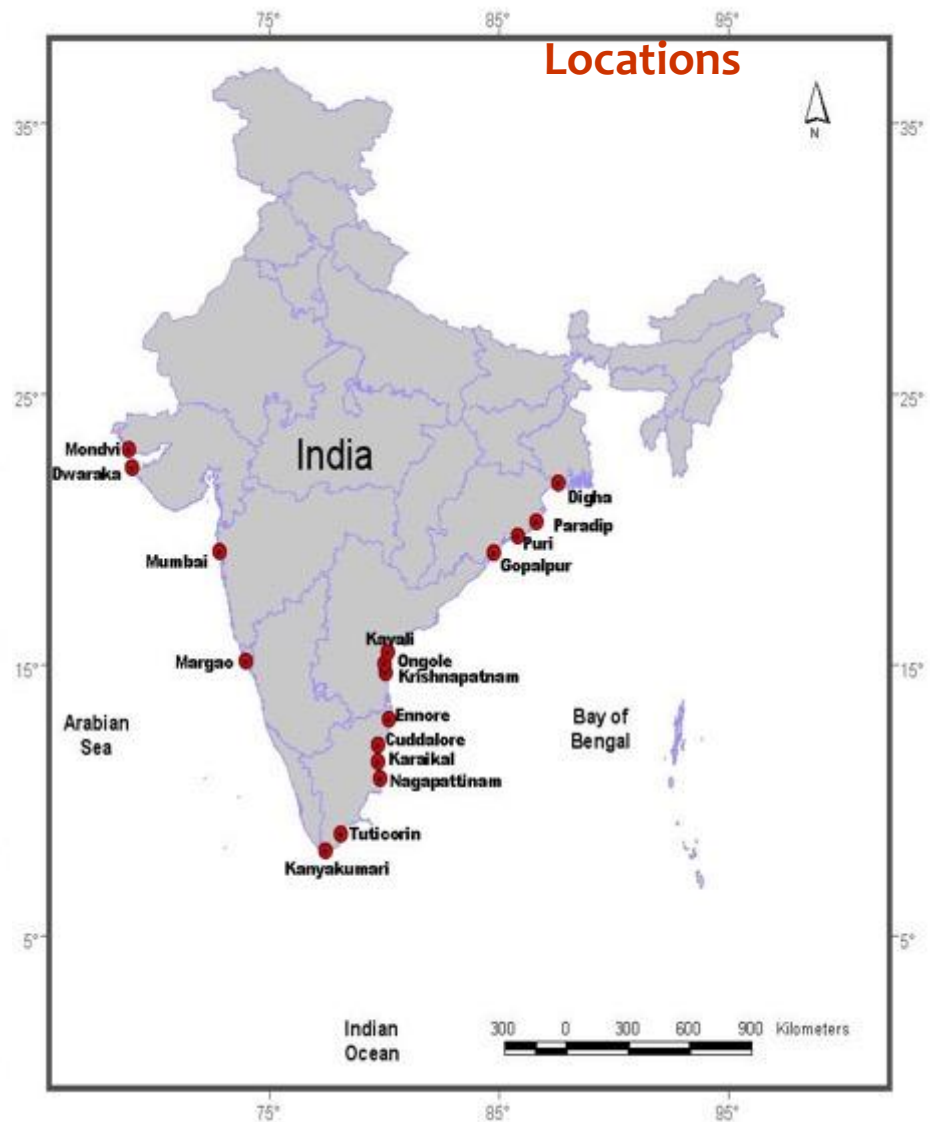 75°
85°
95°
Locations
N
35°
35°
25°
25°
Mondvi
India
Dwaraka
Digha
Paradip
Puri
Mumbai
Gopalpur
Kavali
Margao
Ongole
15°
15°
Krishnapatnam
Ennore
Arabian
Sea
Bay of
Bengal
Cuddalore
Karaikal
Nagapattinam
Tuticorin
Kanyakumari
5°
5°
Indian
Ocean
300 0 300 600 900 Kilometers
75°
85°
95°